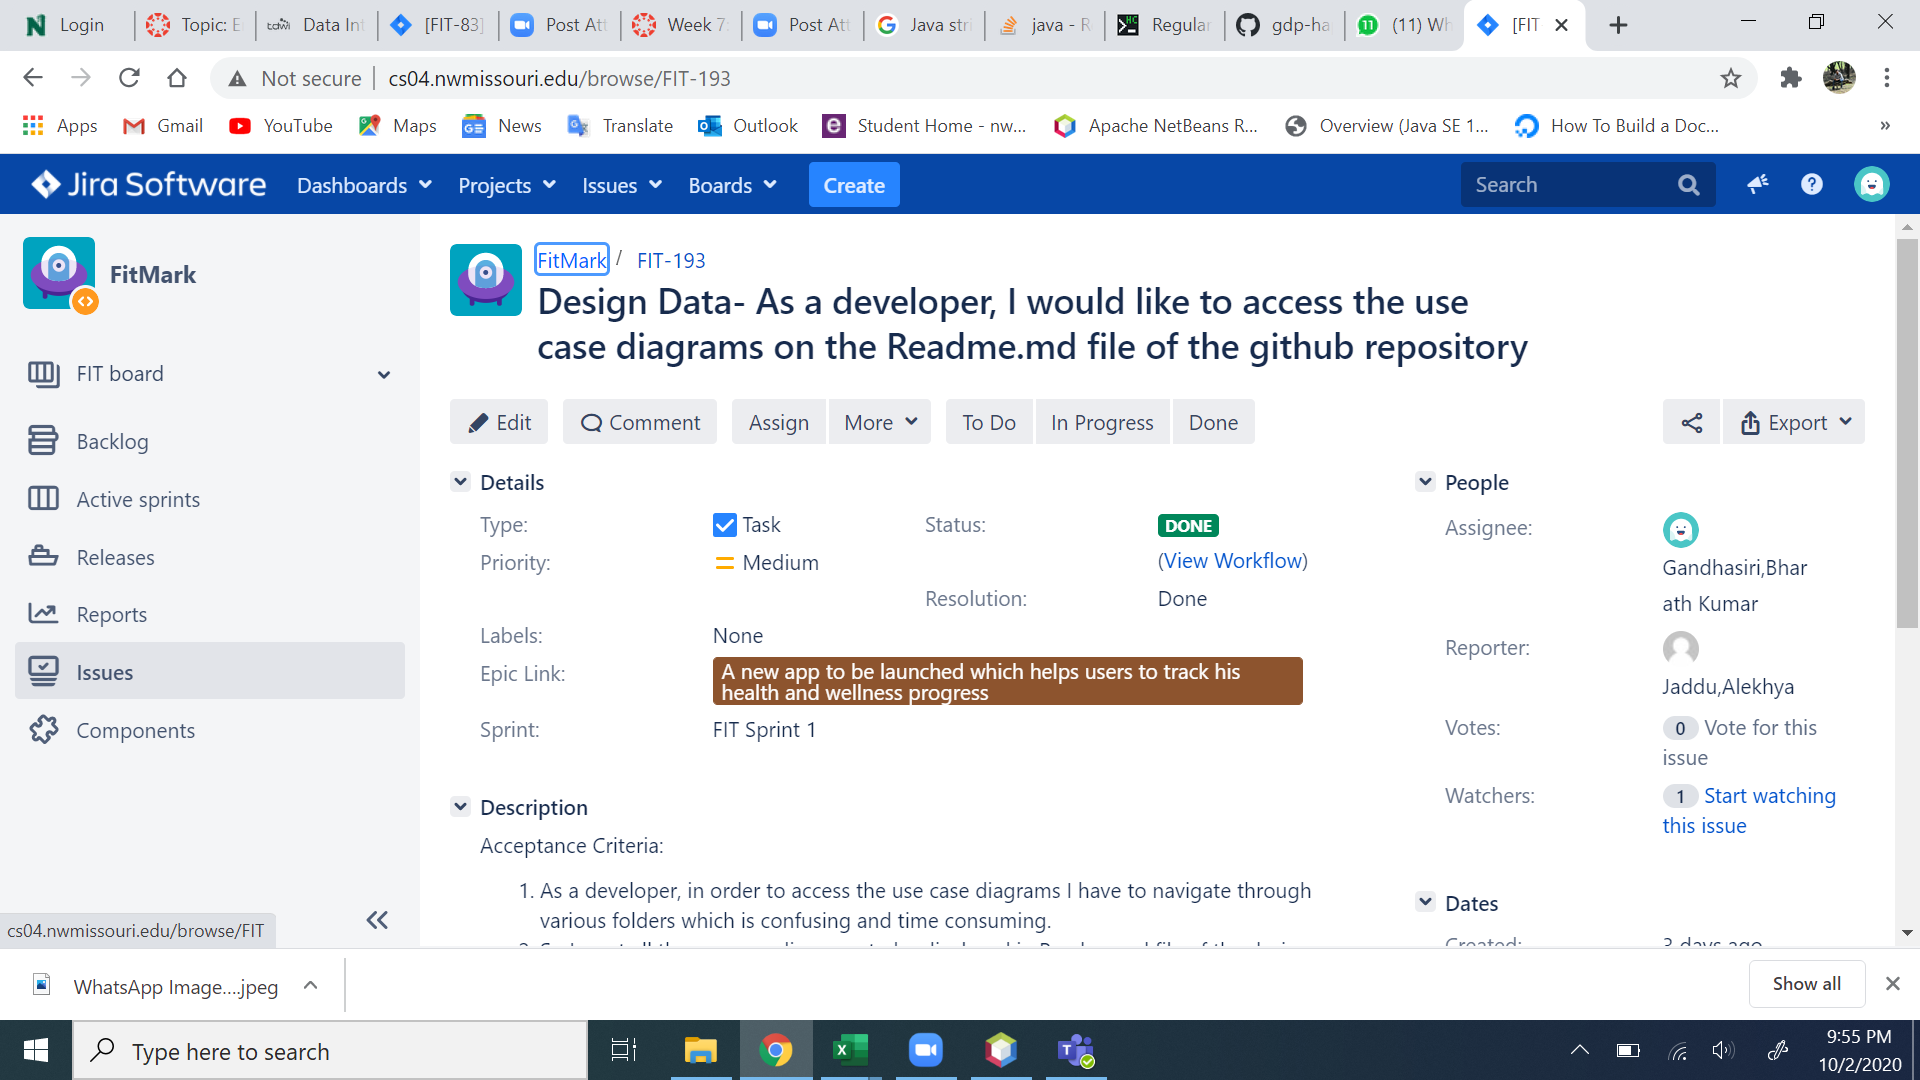 Login
Topic: E
Data Int
[FIT-83]
Post Att
Week 7:
Post Att
Java stri
java - R
Regular
gdp-ha
(11) Wh
[FIT
Not secure
cs04.nwmissouri.edu/browse/FIT-193
Apps
Gmail
YouTube
Maps
News
Translate
Outlook
Student Home - nw...
Apache NetBeans R...
Overview (Java SE 1...
How To Build a Doc...
»
Jira Software
Dashboards
Projects
Issues
Boards
Create
Search
FitMark
FIT board
Backlog
Active sprints
Releases
Reports
Issues
Components
cs04.nwmissouri.edu/browse/FIT
FitMark / FIT-193
Design Data- As a developer, I would like to access the use
case diagrams on the Readme.md file of the github repository
Edit
Comment
Assign
More
To Do
In Progress
Done
Export
Details
Type: Task
Status: DONE
(View Workflow)
Priority: Medium
Resolution: Done
Labels: None
Epic Link: A new app to be launched which helps users to track his
health and wellness progress
Sprint: FIT Sprint 1
Description
Acceptance Criteria:
1. As a developer, in order to access the use case diagrams I have to navigate through
various folders which is confusing and time consuming.
People
Assignee:
Gandhasiri,Bhar
ath Kumar
Reporter:
Jaddu,Alekhya
Votes: 0 Vote for this
issue
Watchers: 1 Start watching
this issue
Dates
Created: 3 days ago
WhatsApp Image....jpeg
Show all
Type here to search
9:55 PM
10/2/2020